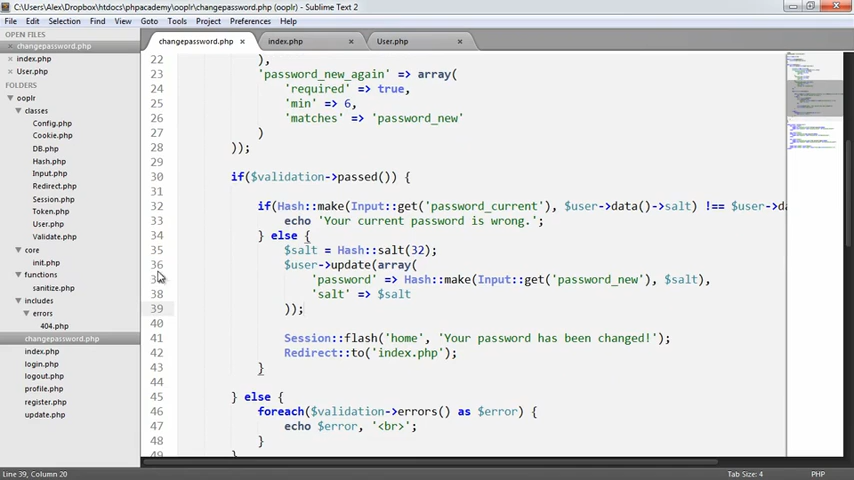 C:\Users\Alex\Dropbox\htdocs\phpacademy\ooplr\changepassword.php (ooplr) - Sublime Text 2
File Edit Selection Find View Goto Tools Project Preferences Help
OPEN FILES
changepassword.php
index.php
User.php
FOLDERS
ooplr
classes
Config.php
Cookie.php
DB.php
Hash.php
Input.php
Redirect.php
Session.php
Token.php
User.php
Validate.php
core
init.php
functions
sanitize.php
includes
errors
404.php
changepassword.php
index.php
login.php
logout.php
profile.php
register.php
update.php
changepassword.php × index.php × User.php ×
22 ),
23 'password_new_again' => array(
24 'required' => true,
25 'min' => 6,
26 'matches' => 'password_new'
27 )
28 ));
29
30 if($validation->passed()) {
31
32 if(Hash::make(Input::get('password_current'), $user->data()->salt) !== $user->da
33 echo 'Your current password is wrong.';
34 } else {
35 $salt = Hash::salt(32);
36 $user->update(array(
'password' => Hash::make(Input::get('password_new'), $salt),
38 'salt' => $salt
39 ));
40
41 Session::flash('home', 'Your password has been changed!');
42 Redirect::to('index.php');
43 }
44
45 } else {
46 foreach($validation->errors() as $error) {
47 echo $error, '<br>';
48 }
49 }
Line 39, Column 20 Tab Size: 4 PHP